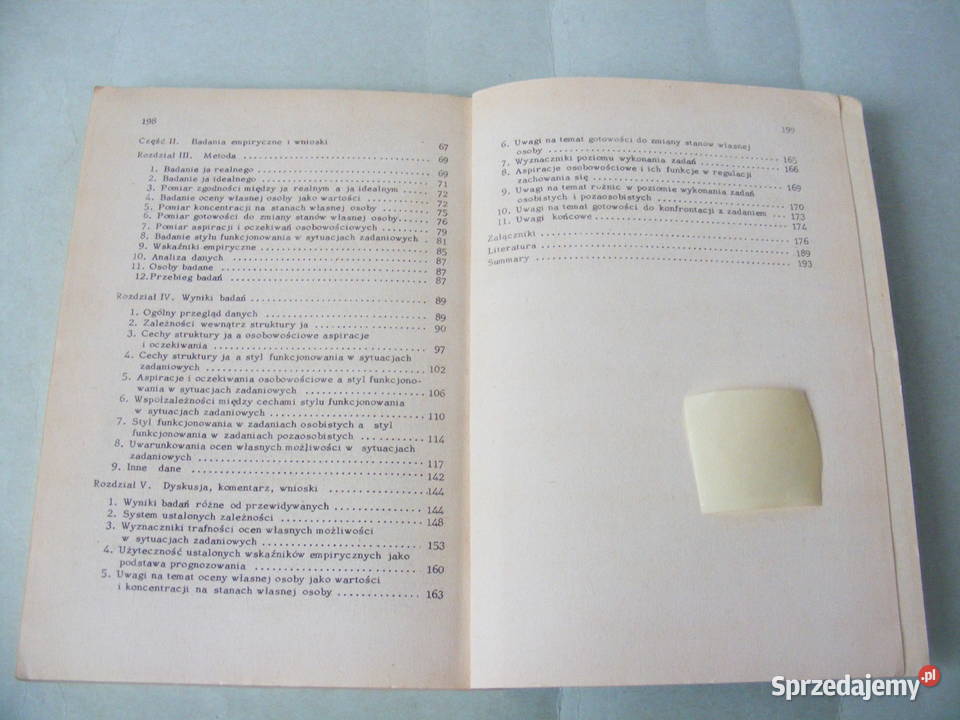 198
Część II. Badania empiryczne i wnioski 67
Rozdział III. Metoda 69
1. Badanie ja realnego 69
2. Badanie ja idealnego 71
3. Pomiar zgodności między ja realnym a ja idealnym 72
4. Badanie oceny własnej osoby jako wartości 72
5. Pomiar koncentracji na stanach własnej osoby 75
6. Pomiar gotowości do zmiany stanów własnej osoby 76
7. Pomiar aspiracji i oczekiwań osobowościowych 79
8. Badanie stylu funkcjonowania w sytuacjach zadaniowych 81
9. Wskaźniki empiryczne 85
10. Analiza danych 87
11. Osoby badane 87
12. Przebieg badań 87
Rozdział IV. Wyniki badań 89
1. Ogólny przegląd danych 89
2. Zależności wewnątrz struktury ja 90
3. Cechy struktury ja a osobowościowe aspiracje
i oczekiwania 97
4. Cechy struktury ja a styl funkcjonowania w sytuacjach
zadaniowych 102
5. Aspiracje i oczekiwania osobowościowe a styl funkcjono-
wania w sytuacjach zadaniowych 106
6. Współzależności między cechami stylu funkcjonowania
w sytuacjach zadaniowych 110
7. Styl funkcjonowania w zadaniach osobistych a styl
funkcjonowania w zadaniach pozaosobistych 114
8. Uwarunkowania ocen własnych możliwości w sytuacjach
zadaniowych 117
9. Inne dane 142
Rozdział V. Dyskusja, komentarz, wnioski 144
1. Wyniki badań różne od przewidywanych 144
2. System ustalonych zależności 148
3. Wyznaczniki trafności ocen własnych możliwości
w sytuacjach zadaniowych 153
4. Użyteczność ustalonych wskaźników empirycznych jako
podstawa prognozowania 160
5. Uwagi na temat oceny własnej osoby jako wartości
i koncentracji na stanach własnej osoby 163
199
6. Uwagi na temat gotowości do zmiany stanów własnej
osoby 165
7. Wyznaczniki poziomu wykonania zadań 166
8. Aspiracje osobowościowe i ich funkcje w regulacji
zachowania się 169
9. Uwagi na temat różnic w poziomie wykonania zadań
osobistych i pozaosobistych 170
10. Uwagi na temat gotowości do konfrontacji z zadaniem 173
11. Uwagi końcowe 174
Załączniki 176
Literatura 189
Summary 193
Sprzedajemy.pl